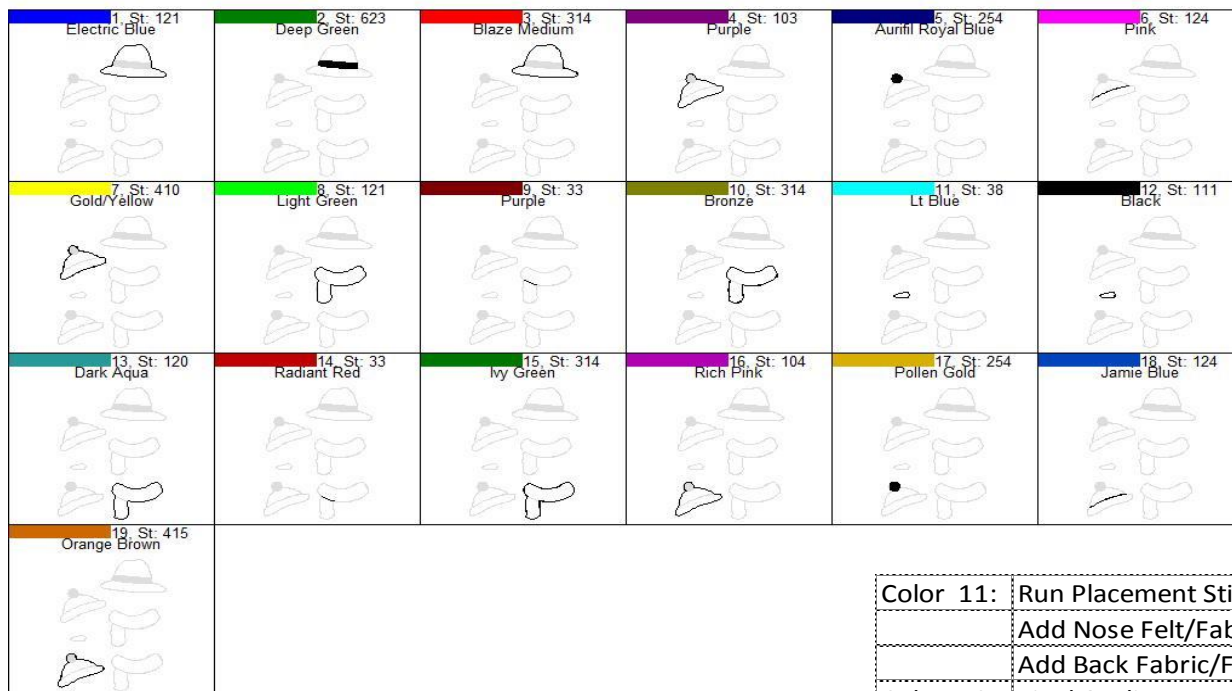 1, St: 121 2, St: 623 3, St: 314 4, St: 103 5, St: 254 6, St: 124
Electric Blue Deep Green Blaze Medium Purple Aurifil Royal Blue Pink
7, St: 410 8, St: 121 9, St: 33 10, St: 314 11, St: 38 12, St: 111
Gold/Yellow Light Green Purple Bronze Lt Blue Black
13, St: 120 14, St: 33 15, St: 314 16, St: 104 17, St: 254 18, St: 124
Dark Aqua Radiant Red Ivy Green Rich Pink Pollen Gold Jamie Blue
19, St: 415
Orange Brown
Color 11: Run Placement Sti
Add Nose Felt/Fab
Add Back Fabric/F